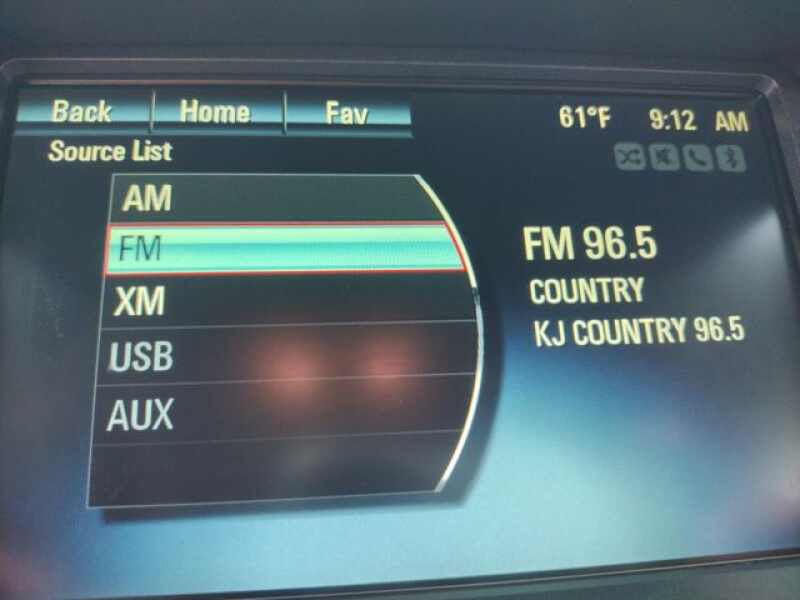 Back Home Fav 61°F 9:12 AM
Source List
AM
FM
XM
USB
AUX
FM 96.5
COUNTRY
KJ COUNTRY 96.5